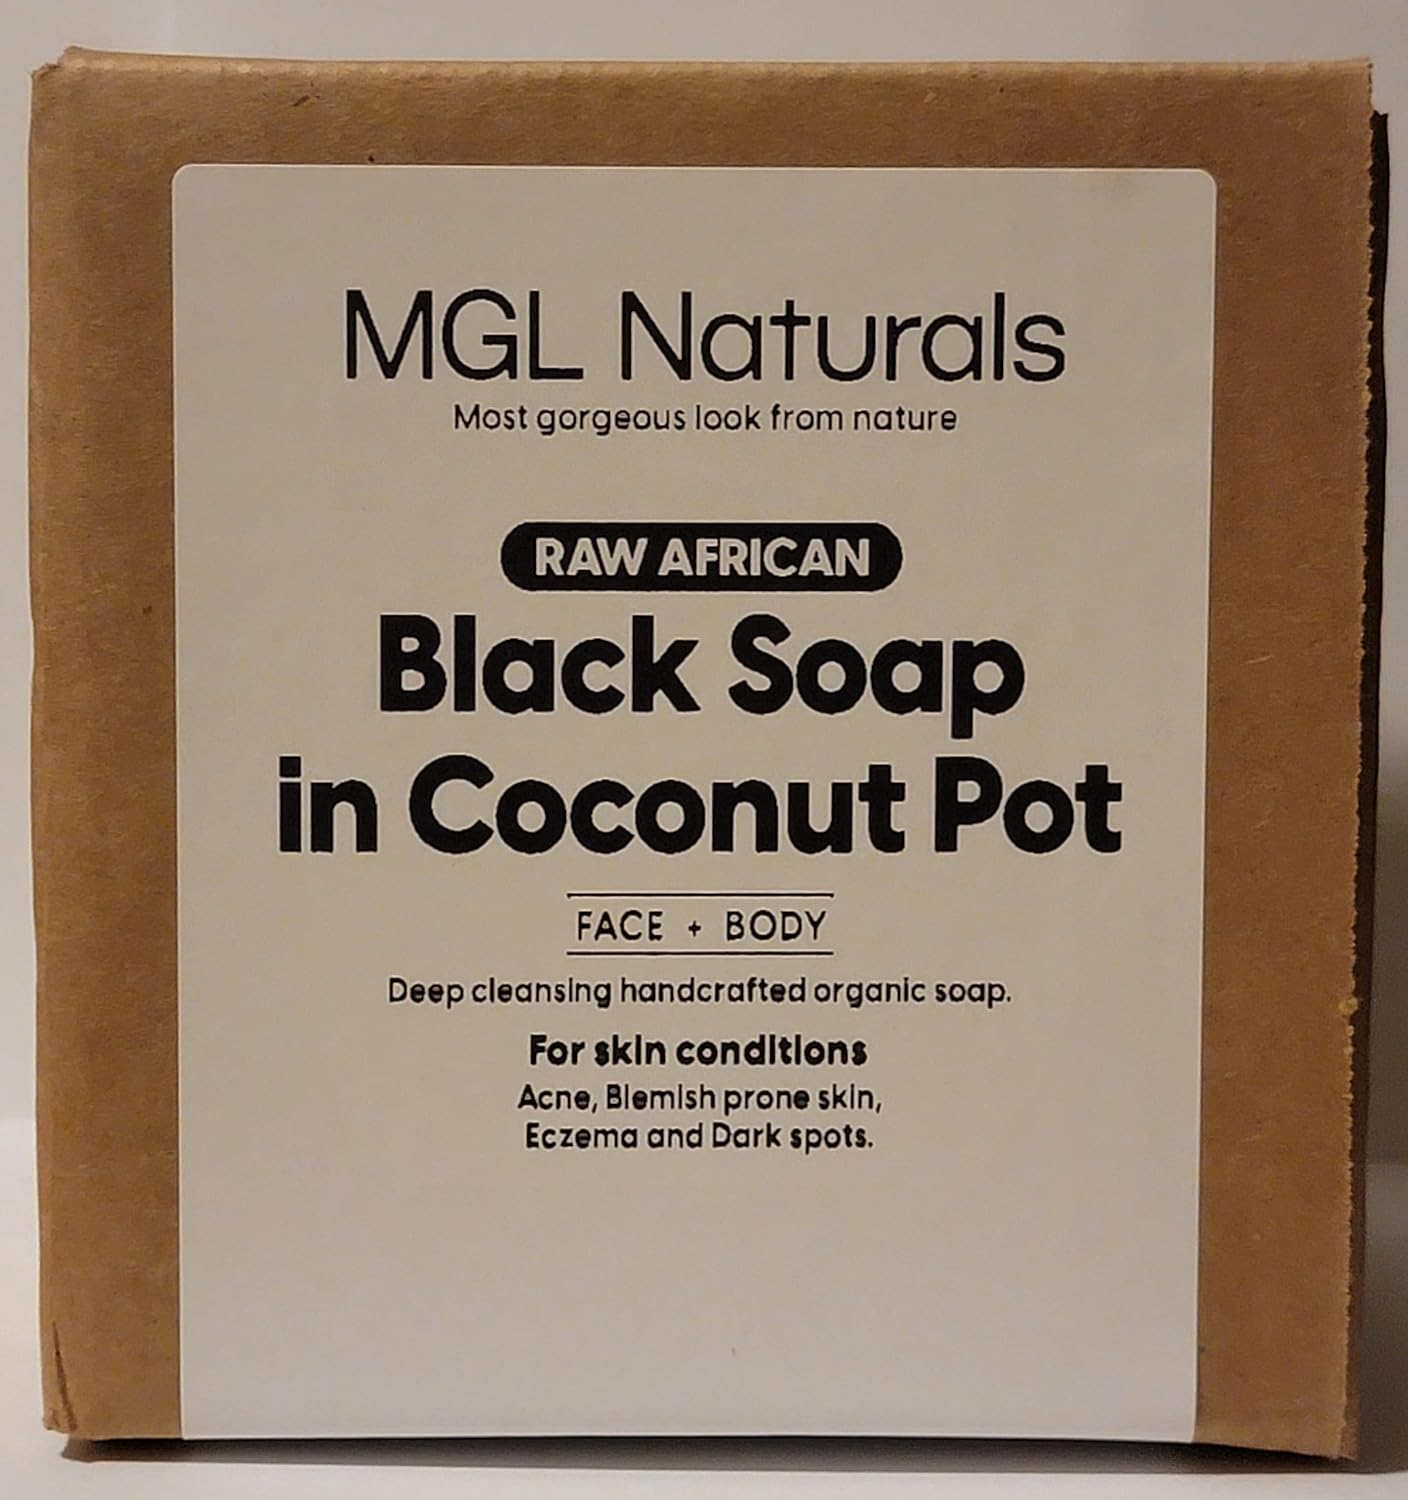 MGL Naturals
Most gorgeous look from nature
RAW AFRICAN
Black Soap
in Coconut Pot
FACE + BODY
Deep cleansing handcrafted organic soap.
For skin conditions
Acne, Blemish prone skin,
Eczema and Dark spots.